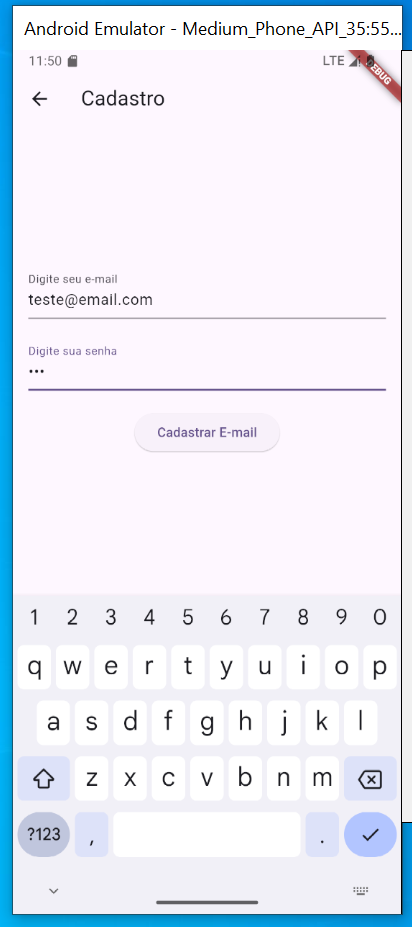 Android Emulator - Medium_Phone_API_35:55...
11:50 LTE
DEBUG
Cadastro
Digite seu e-mail
teste@email.com
Digite sua senha
•••
Cadastrar E-mail
1 2 3 4 5 6 7 8 9 0
q w e r t y u i o p
a s d f g h j k l
z x c v b n m
?123 , .